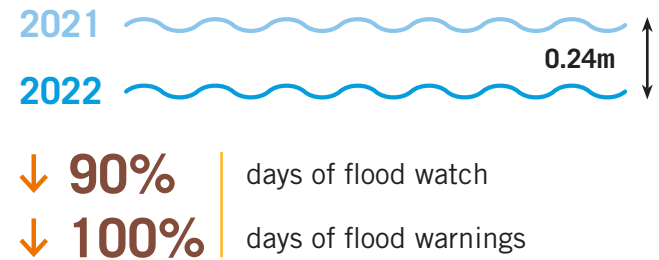 2021
0.24m
2022
↓ 90% days of flood watch
↓ 100% days of flood warnings